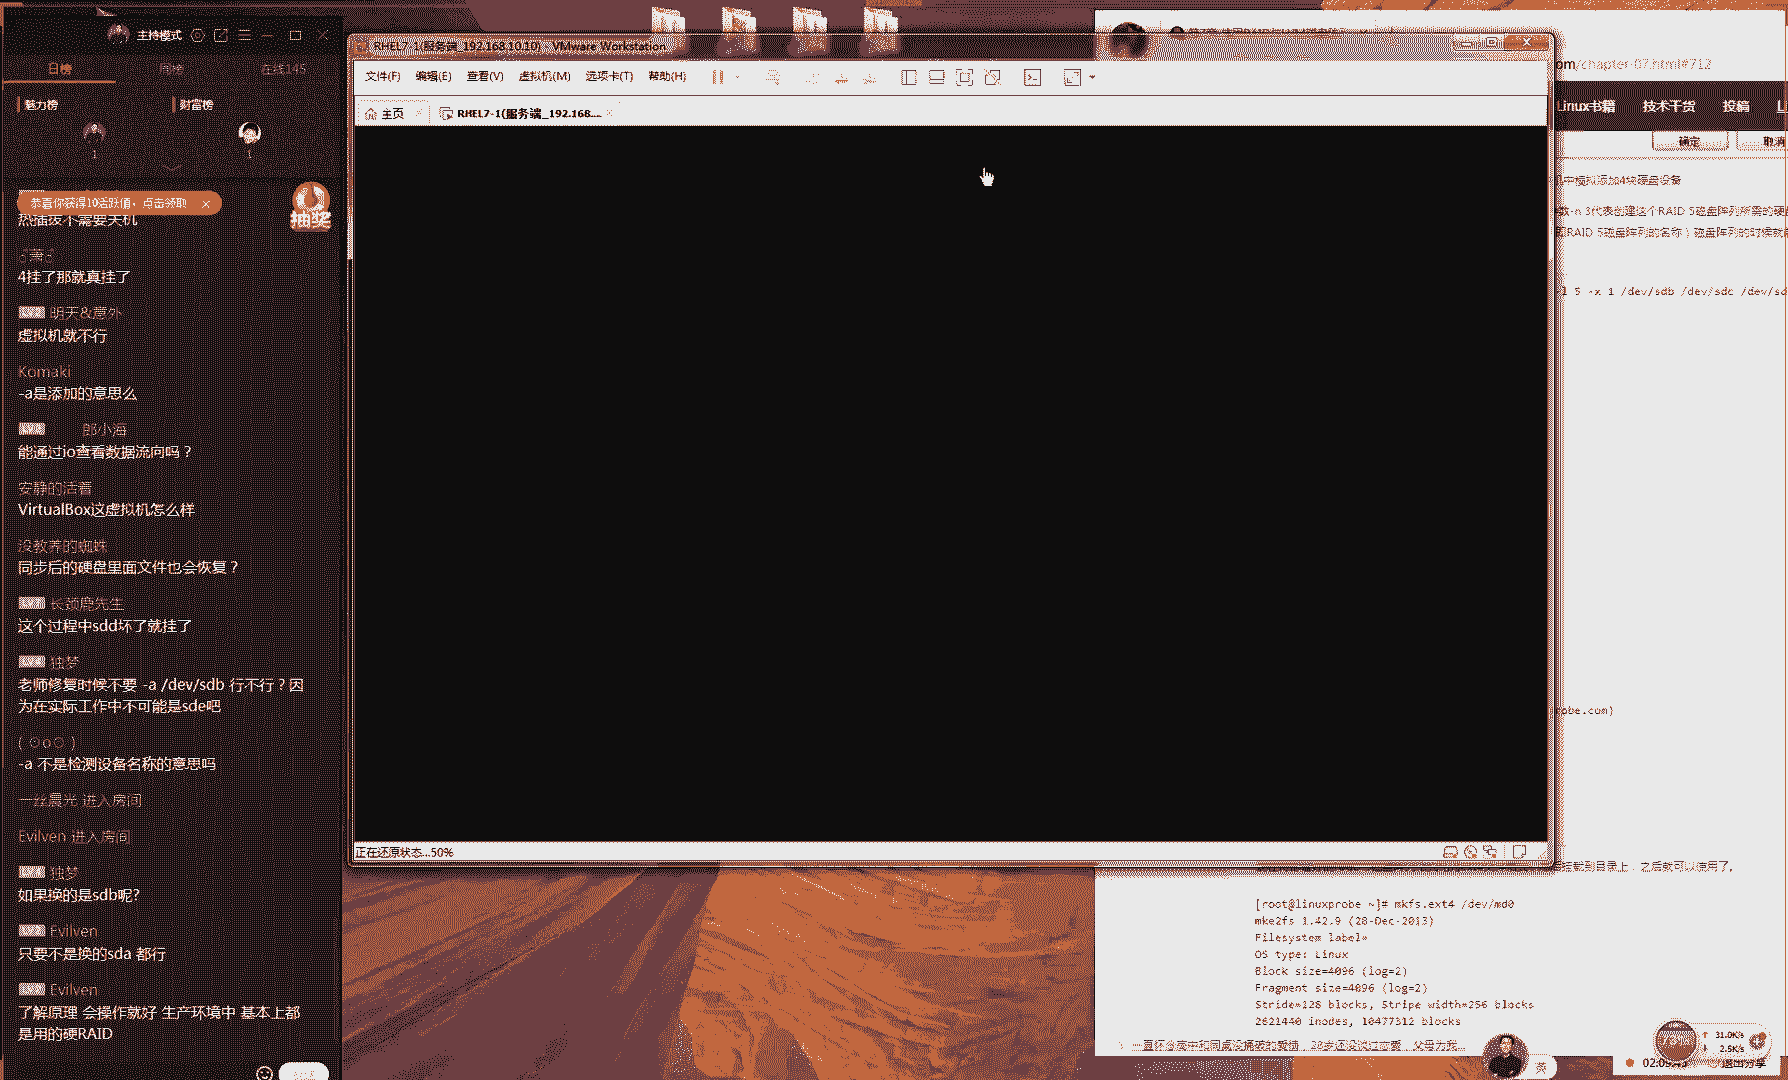 主持模式
日榜
周榜
在线145
魅力榜
财富榜
1
1
恭喜你获得10活跃值，点击领取
抽奖
热插拔不需要关机
4挂了那就真挂了
明天&意外
虚拟机就不行
Komaki
-a是添加的意思么
郎小海
能通过io查看数据流向吗？
安静的活着
VirtualBox这虚拟机怎么样
没教养的蜘蛛
同步后的硬盘里面文件也会恢复？
长颈鹿先生
这个过程中sdd坏了就挂了
独梦
老师修复时候不要 -a /dev/sdb 行不行？因
为在实际工作中不可能是sde吧
( ⊙o⊙ )
-a 不是检测设备名称的意思吗
一丝晨光 进入房间
Evilven 进入房间
独梦
如果换的是sdb呢?
Evilven
只要不是换的sda 都行
Evilven
了解原理 会操作就好 生产环境中 基本上都
是用的硬RAID
RHEL7-1(服务端_192.168.10.10) - VMware Workstation
文件(F)
编辑(E)
查看(V)
虚拟机(M)
选项卡(T)
帮助(H)
主页
RHEL7-1(服务端_192.168....
正在还原状态...50%
om/chapter-07.html#712
Linux书籍
技术干货
投稿
确定
取消
机中模拟添加4块硬盘设备
数-n 3代表创建这个RAID 5磁盘阵列所需的硬
RAID 5磁盘阵列的名称）磁盘阵列的时候就
-l 5 -x 1 /dev/sdb /dev/sdc /dev/sd
obe.com)
挂载到目录上，之后就可以使用了。
[root@linuxprobe ~]# mkfs.ext4 /dev/md0
mke2fs 1.42.9 (28-Dec-2013)
Filesystem label=
OS type: Linux
Block size=4096 (log=2)
Fragment size=4096 (log=2)
Stride=128 blocks, Stripe width=256 blocks
2621440 inodes, 10477312 blocks
31.0K/s
2.5K/s
退出分享